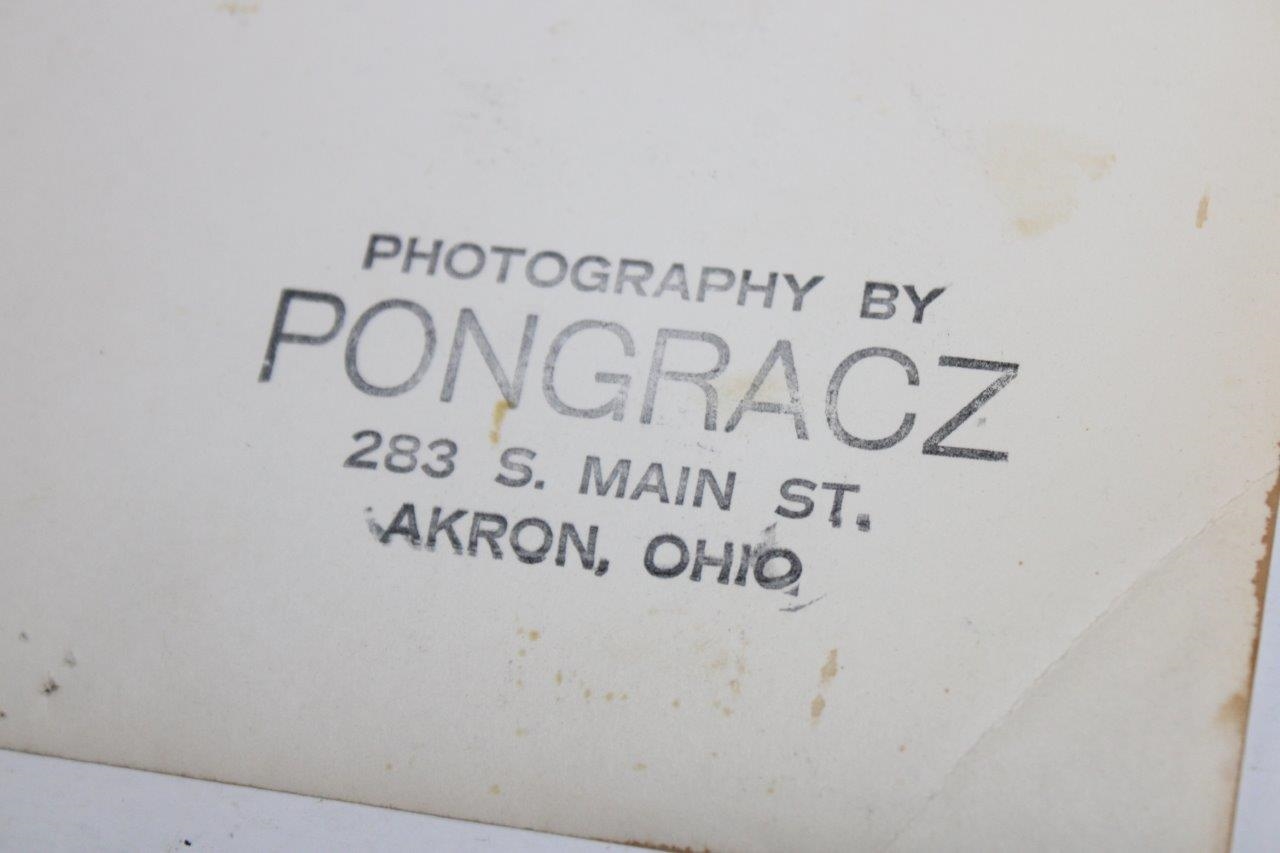 PHOTOGRAPHY BY
PONGRACZ
283 S. MAIN ST.
AKRON, OHIO